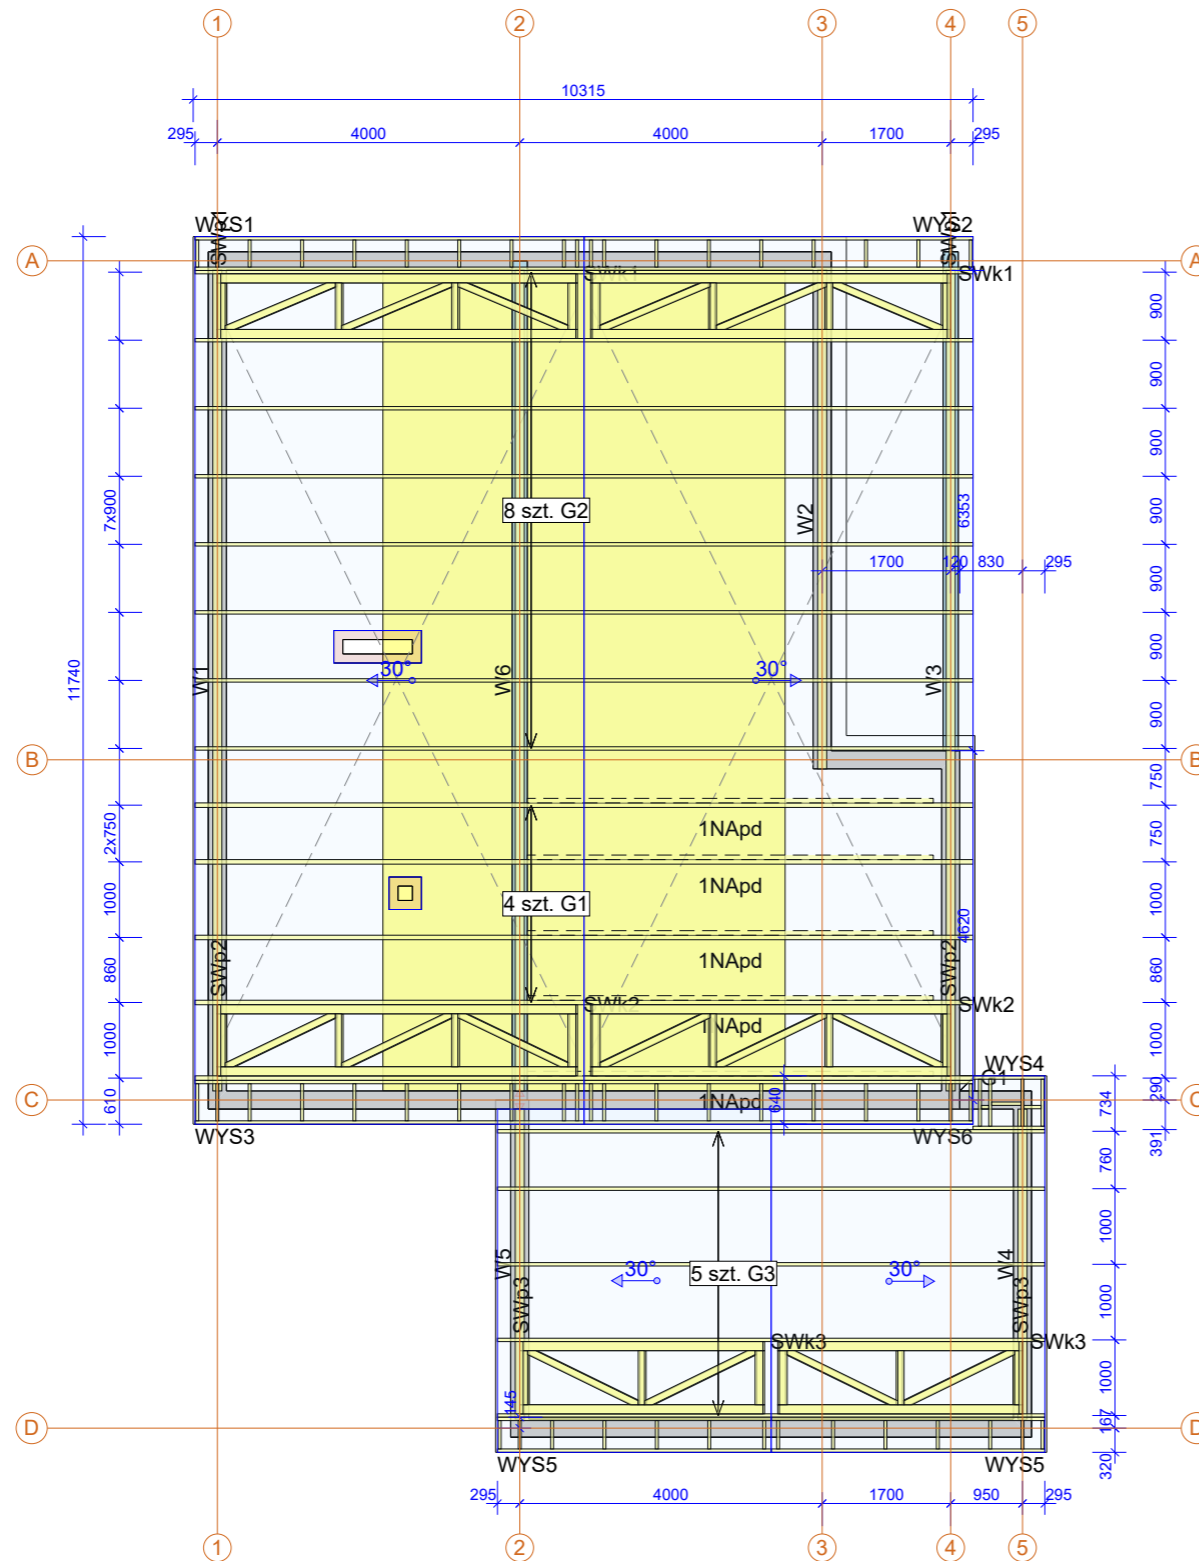 1 2 3 4 5
10315
295 4000 4000 1700 295
WYS1 SWp1 WYS2 SWp1
A A
SWk1 SWk1
900 900
900
900
7x900 8 szt. G2 W2 6353 900
1700 120 830 295
900
900
11740 W1 30° W6 30° W3
900
B B
750
2x750 1NApd 750
1000 1NApd 1000
4 szt. G1
4620
860 SWp2 1NApd SWp2 860
SWk2 SWk2
1000 1NApd 1000
WYS4
G1
610 C 640 1NApd 734 290 C
WYS3 WYS6 391
760
1000
W5 30° 5 szt. G3 30° W4
SWp3 SWp3 1000
SWk3 SWk3
1000
145 167
D D
320
WYS5 WYS5
295 4000 1700 950 295
1 2 3 4 5